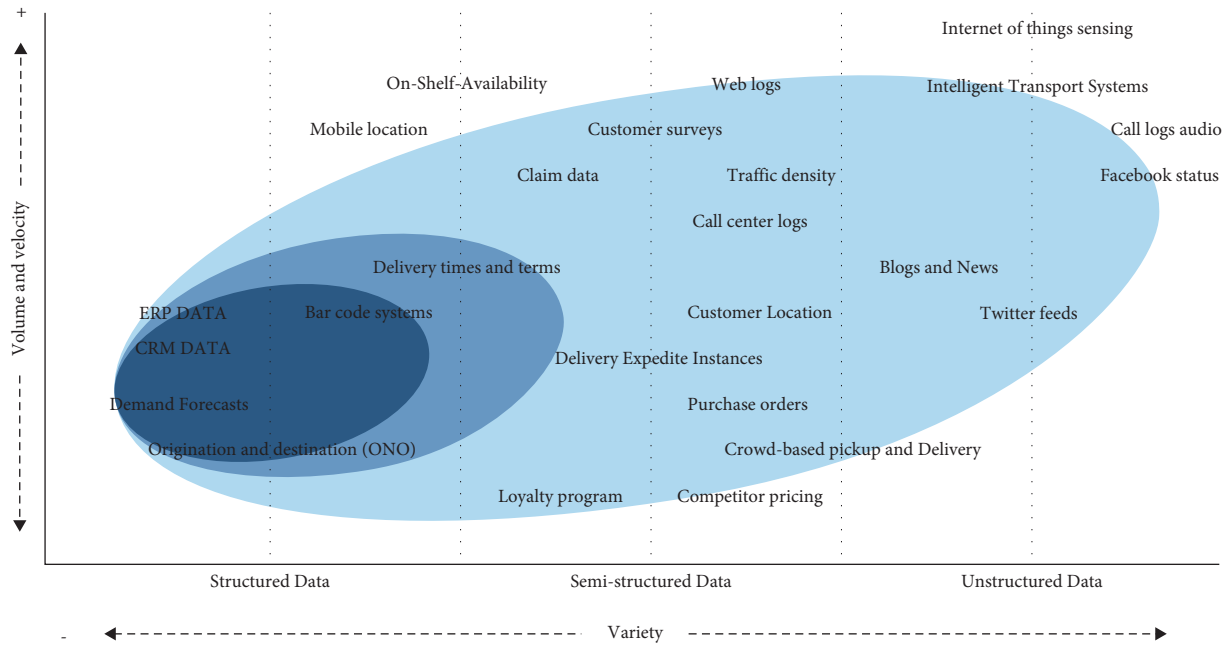 +
Internet of things sensing
On-Shelf-Availability
Web logs
Intelligent Transport Systems
Mobile location
Customer surveys
Call logs audio
Claim data
Traffic density
Facebook status
Call center logs
Volume and velocity
Delivery times and terms
Blogs and News
ERP DATA
Bar code systems
Customer Location
Twitter feeds
CRM DATA
Delivery Expedite Instances
Demand Forecasts
Purchase orders
Origination and destination (ONO)
Crowd-based pickup and Delivery
Loyalty program
Competitor pricing
Structured Data
Semi-structured Data
Unstructured Data
-
Variety